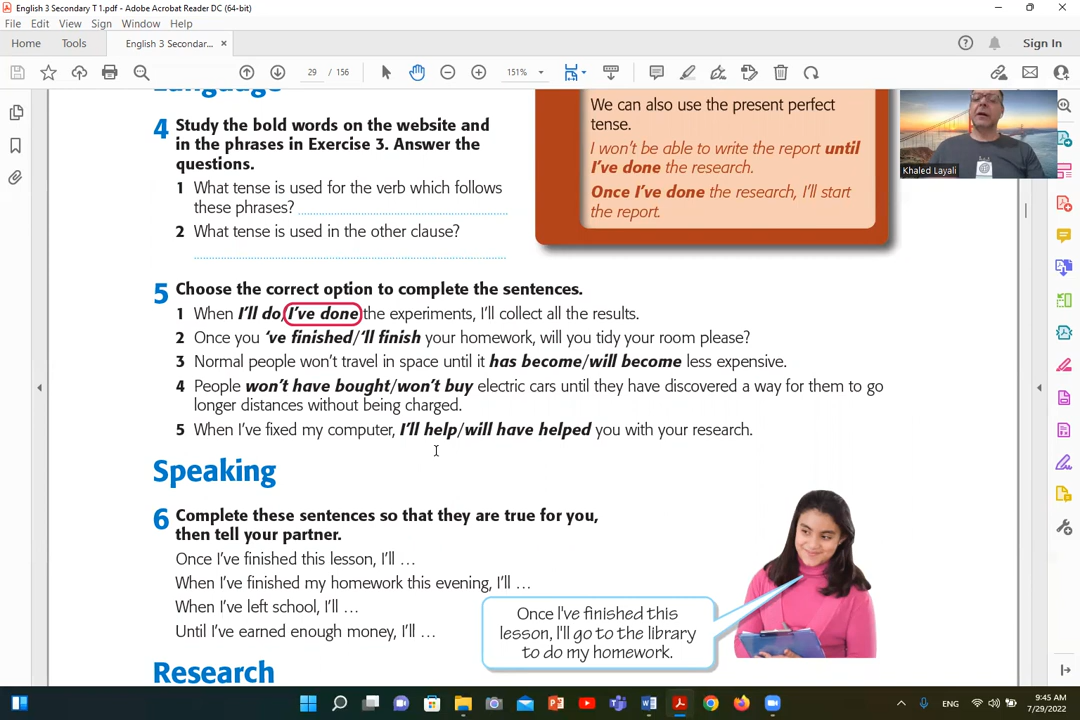 English 3 Secondary T 1.pdf - Adobe Acrobat Reader DC (64-bit)
File Edit View Sign Window Help
Home Tools English 3 Secondar... × Sign In
29 / 156 151%
Language
4 Study the bold words on the website and
in the phrases in Exercise 3. Answer the
questions.
1 What tense is used for the verb which follows
these phrases? ..........
2 What tense is used in the other clause?
We can also use the present perfect
tense.
I won't be able to write the report until
I've done the research.
Once I've done the research, I'll start
the report.
Khaled Layali
5 Choose the correct option to complete the sentences.
1 When I'll do/I've done the experiments, I'll collect all the results.
2 Once you 've finished/'ll finish your homework, will you tidy your room please?
3 Normal people won't travel in space until it has become/will become less expensive.
4 People won't have bought/won't buy electric cars until they have discovered a way for them to go
longer distances without being charged.
5 When I've fixed my computer, I'll help/will have helped you with your research.
Speaking
6 Complete these sentences so that they are true for you,
then tell your partner.
Once I've finished this lesson, I'll ...
When I've finished my homework this evening, I'll ...
When I've left school, I'll ...
Until I've earned enough money, I'll ...
Once I've finished this
lesson, I'll go to the library
to do my homework.
Research
ENG
9:45 AM
7/29/2022